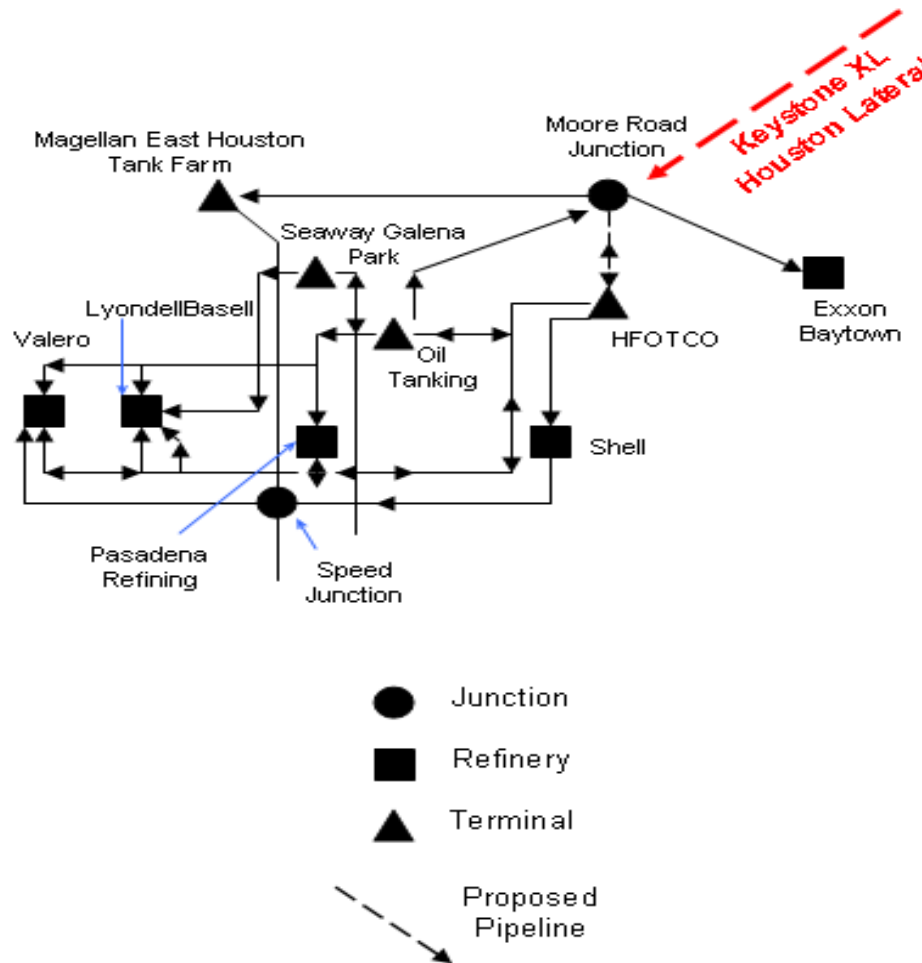 Keystone XL
Houston Lateral
Moore Road
Junction
Magellan East Houston
Tank Farm
Seaway Galena
Park
LyondellBasell
Valero
Oil
Tanking
HFOTCO
Exxon
Baytown
Shell
Pasadena
Refining
Speed
Junction
Junction
Refinery
Terminal
Proposed
Pipeline